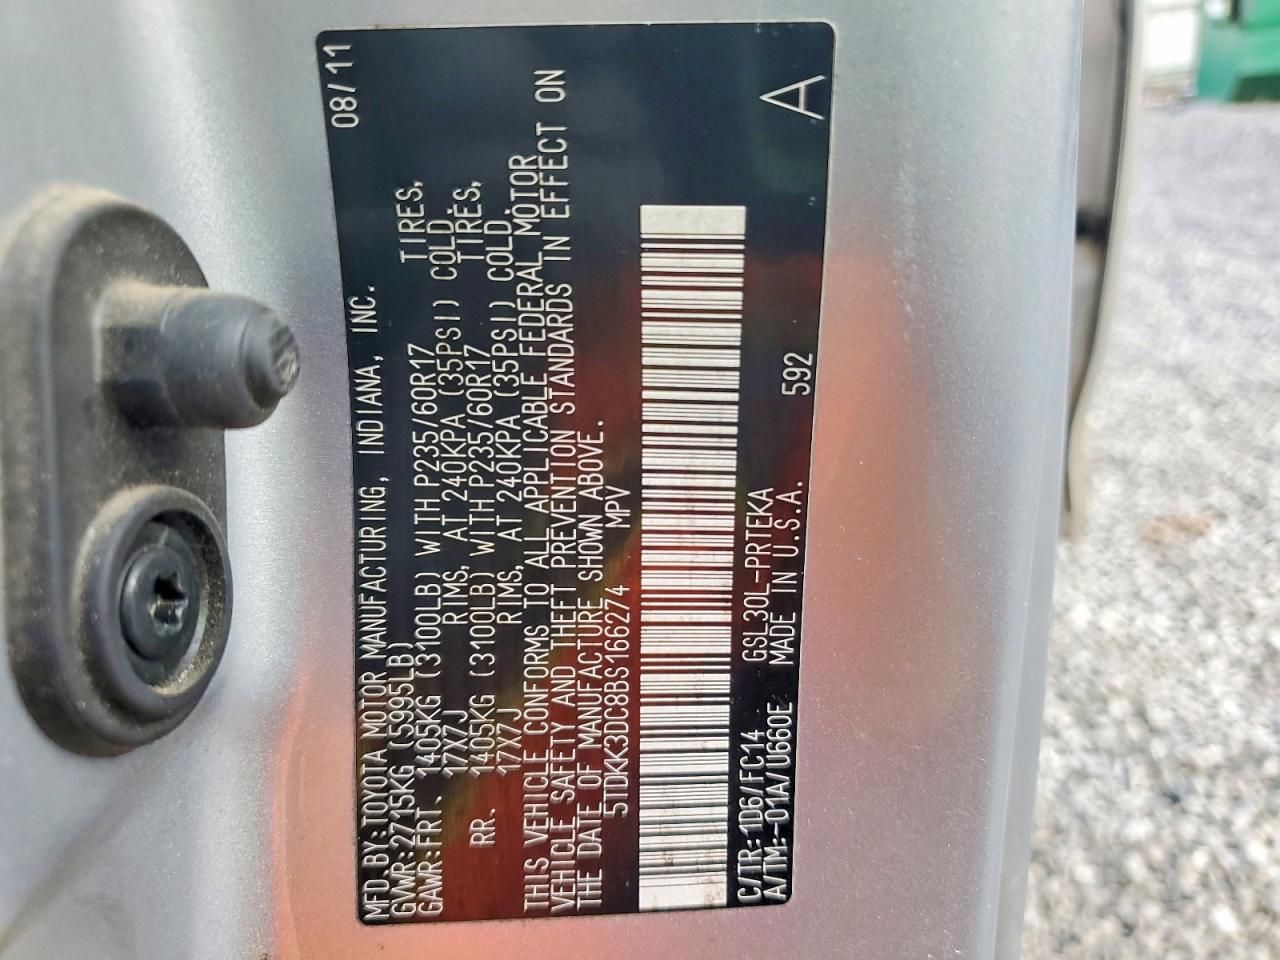 MFD.BY:TOYOTA MOTOR MANUFACTURING, INDIANA, INC. 08/11
GVWR:2715KG (5995LB)
GAWR:FRT. 1405KG (3100LB) WITH P235/60R17 TIRES,
17X7J RIMS, AT 240KPA (35PSI) COLD.
RR. 1405KG (3100LB) WITH P235/60R17 TIRES,
17X7J RIMS, AT 240KPA (35PSI) COLD.
THIS VEHICLE CONFORMS TO ALL APPLICABLE FEDERAL MOTOR
VEHICLE SAFETY AND THEFT PREVENTION STANDARDS IN EFFECT ON
THE DATE OF MANUFACTURE SHOWN ABOVE.
5TDKK3DC8BS166274 MPV
C/TR:1D6/FC14 GSL30L-PRTEKA
A/TM:-01A/U660E MADE IN U.S.A. 592 A